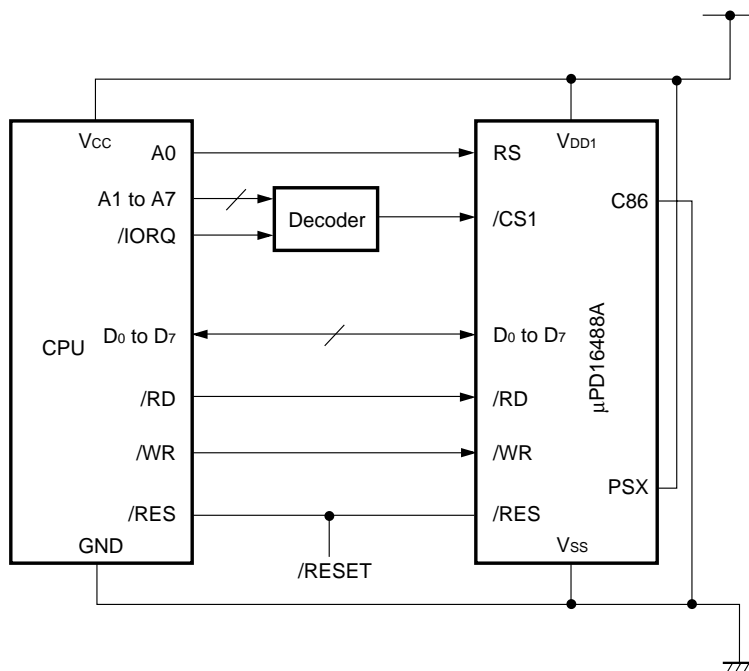 VCC
VDD1
A0
RS
A1 to A7
Decoder
/CS1
C86
/IORQ
D0 to D7
D0 to D7
CPU
µPD16488A
/RD
/RD
/WR
/WR
PSX
/RES
/RES
GND
VSS
/RESET